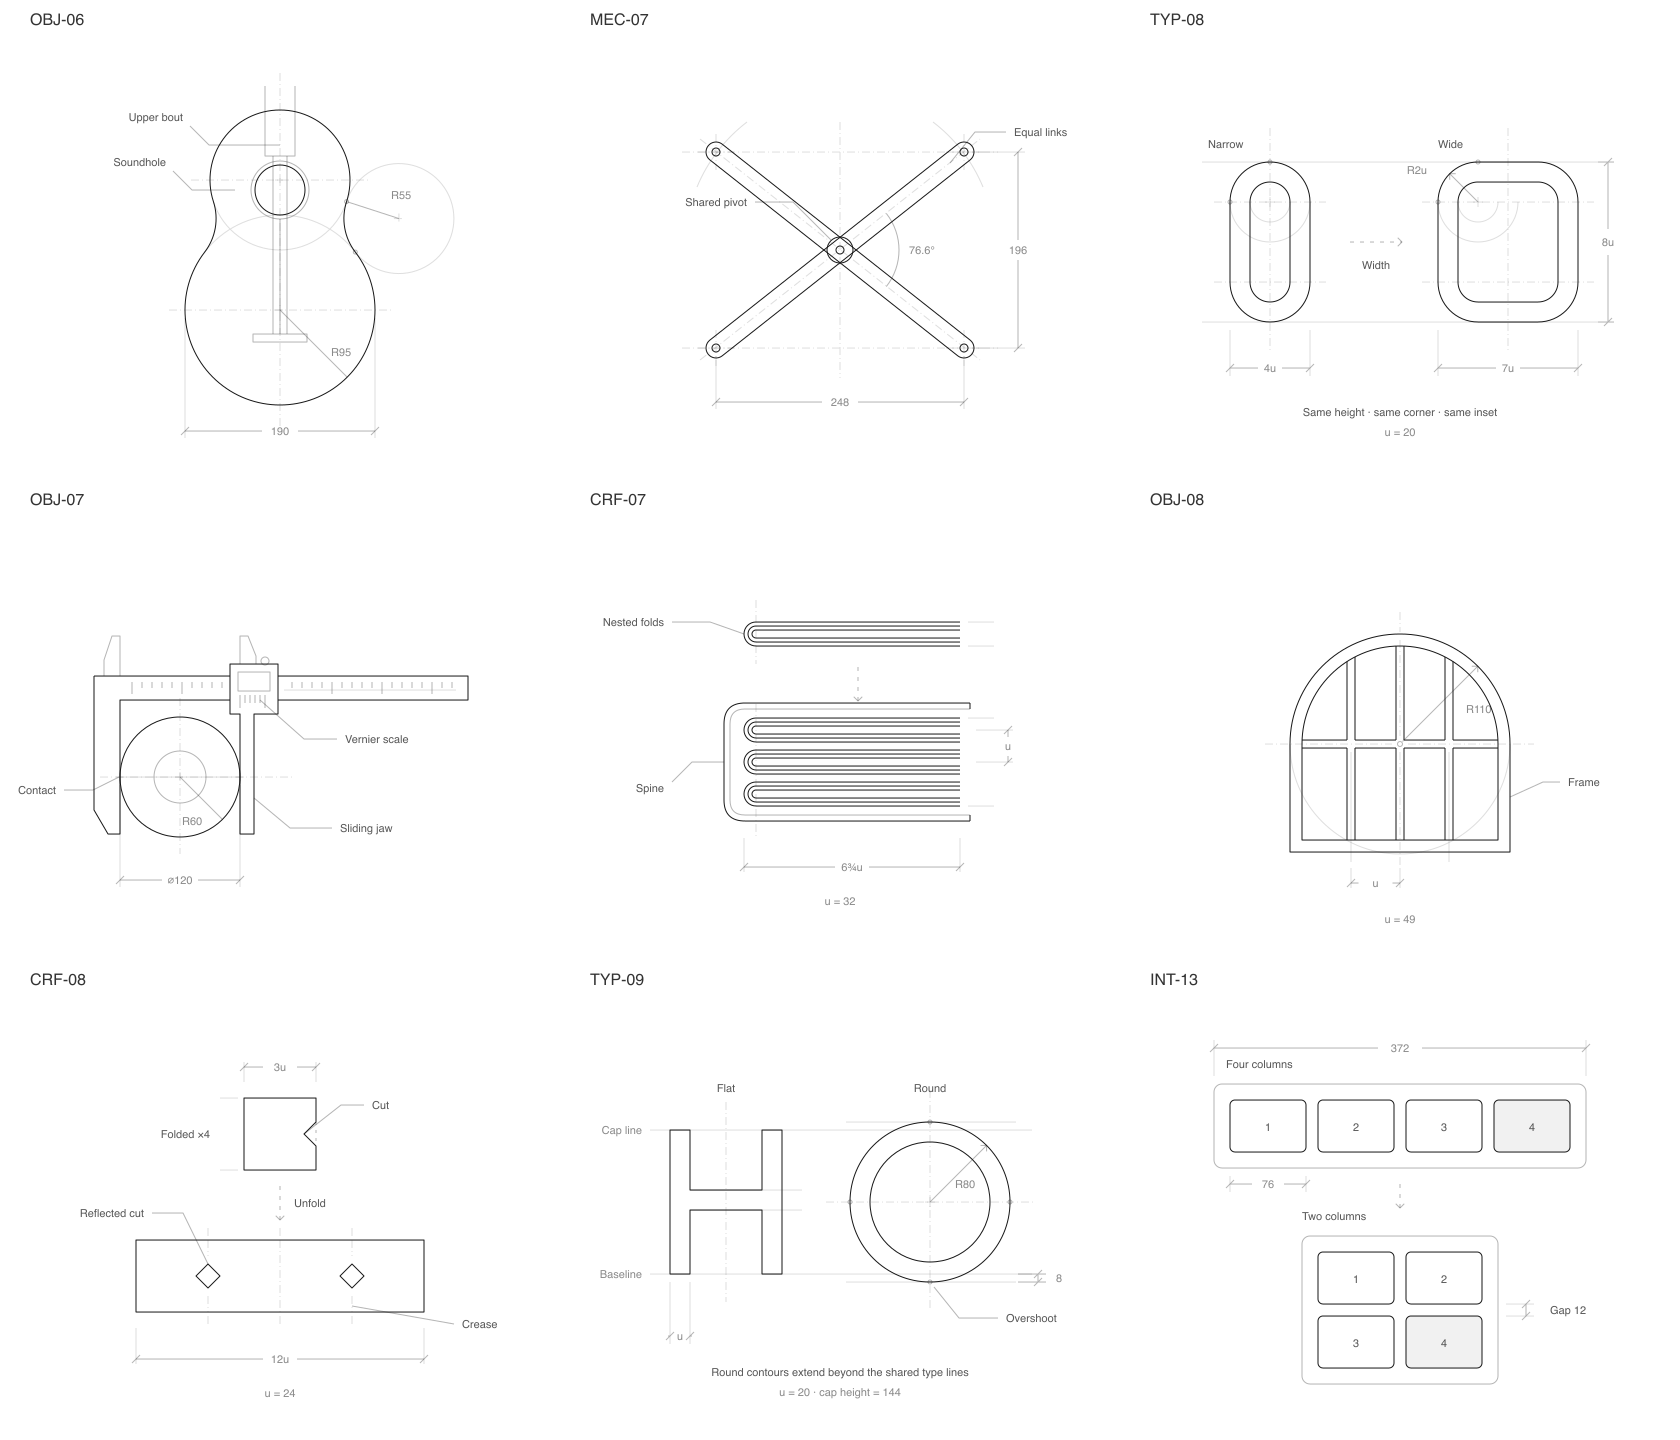 OBJ-06
Upper bout
Soundhole
R55
R95
190
MEC-07
Equal links
Shared pivot
76.6°
196
248
TYP-08
Narrow
Wide
R2u
8u
Width
4u
7u
Same height · same corner · same inset
u = 20
OBJ-07
Vernier scale
Contact
R60
Sliding jaw
⌀120
CRF-07
Nested folds
u
Spine
6¾u
u = 32
OBJ-08
R110
Frame
u
u = 49
CRF-08
3u
Cut
Folded ×4
Unfold
Reflected cut
Crease
12u
u = 24
TYP-09
Flat
Round
Cap line
R80
Baseline
8
Overshoot
u
Round contours extend beyond the shared type lines
u = 20 · cap height = 144
INT-13
372
Four columns
1
2
3
4
76
Two columns
1
2
Gap 12
3
4